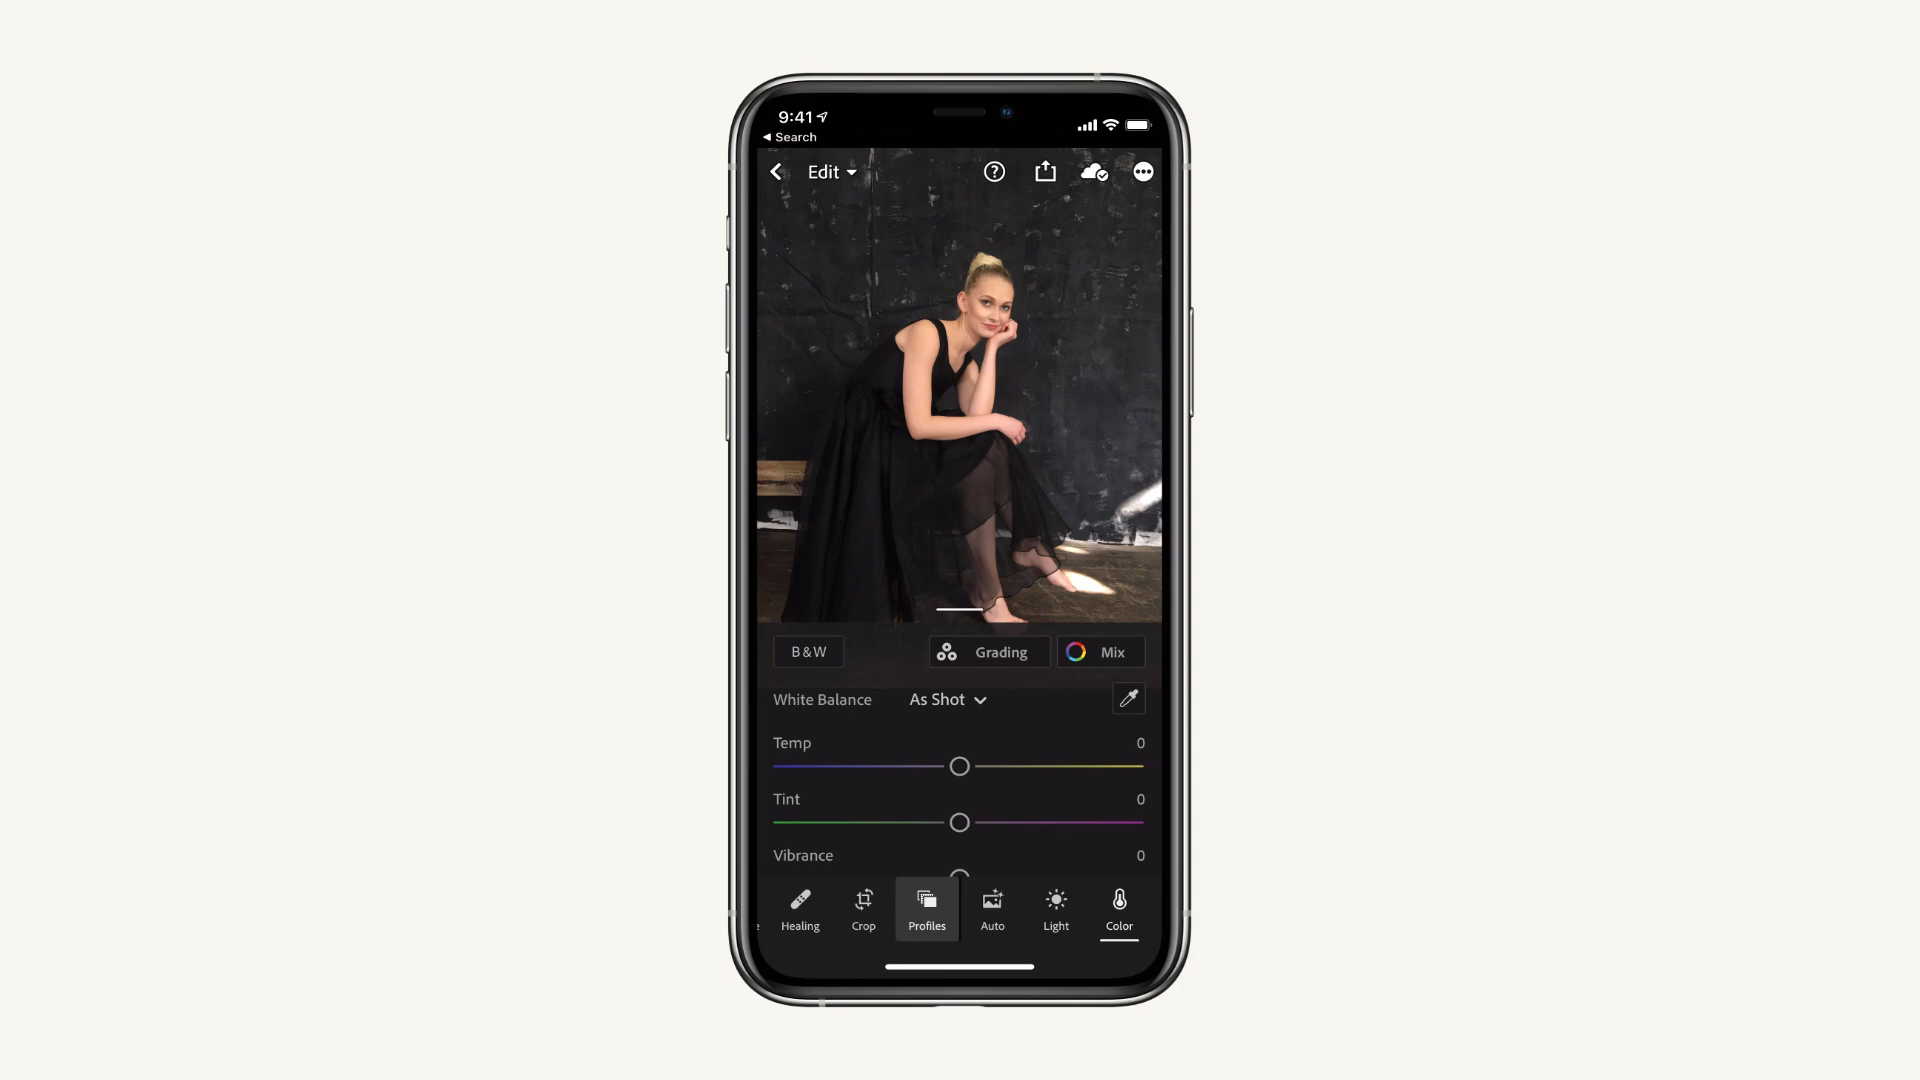 9:41
Search
Edit
B & W
Grading
Mix
White Balance
As Shot
Temp
0
Tint
0
Vibrance
0
e
Healing
Crop
Profiles
Auto
Light
Color